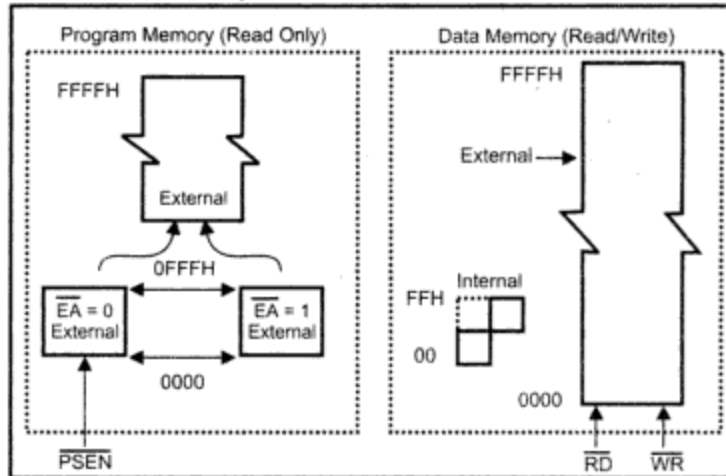 Program Memory (Read Only)
FFFFH
External
0FFFH
EA = 0
External
EA = 1
External
0000
PSEN
Data Memory (Read/Write)
FFFFH
External
Internal
FFH
00
0000
RD
WR